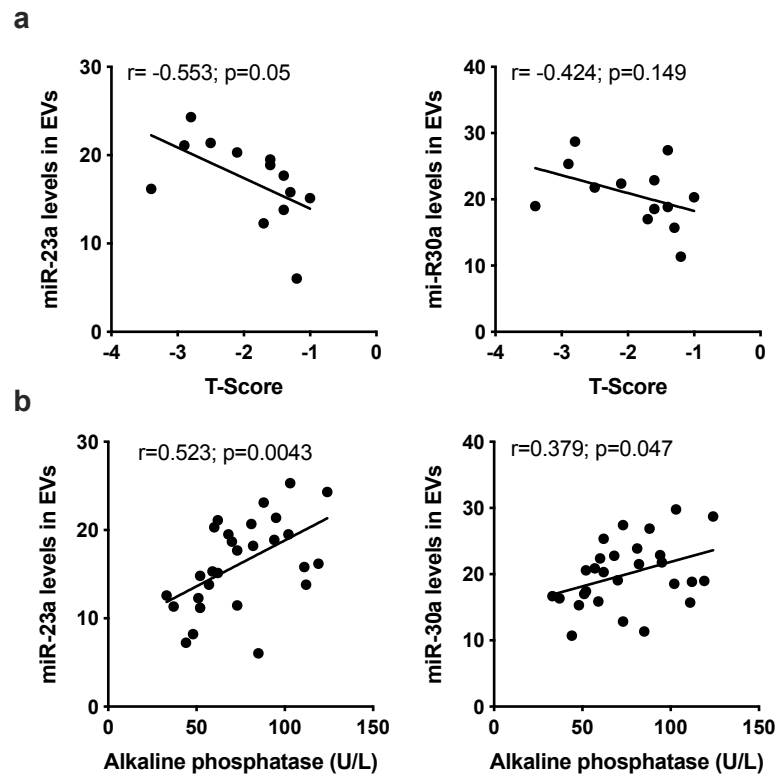 a
r= -0.553; p=0.05
30
20
10
0
miR-23a levels in EVs
-4 -3 -2 -1 0
T-Score
r= -0.424; p=0.149
40
30
20
10
0
mi-R30a levels in EVs
-4 -3 -2 -1 0
T-Score
b
r=0.523; p=0.0043
30
20
10
0
miR-23a levels in EVs
0 50 100 150
Alkaline phosphatase (U/L)
r=0.379; p=0.047
40
30
20
10
0
miR-30a levels in EVs
0 50 100 150
Alkaline phosphatase (U/L)